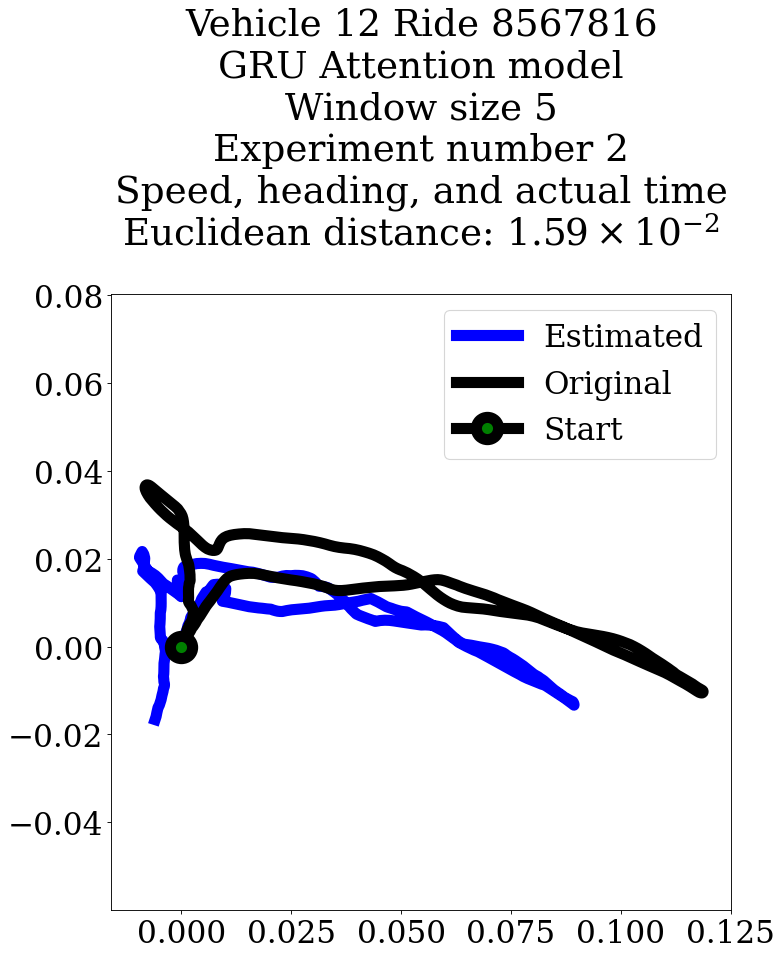 Vehicle 12 Ride 8567816
GRU Attention model
Window size 5
Experiment number 2
Speed, heading, and actual time
Euclidean distance: 1.59 × 10⁻²
0.08
0.06
0.04
0.02
0.00
−0.02
−0.04
Estimated
Original
Start
0.000 0.025 0.050 0.075 0.100 0.125